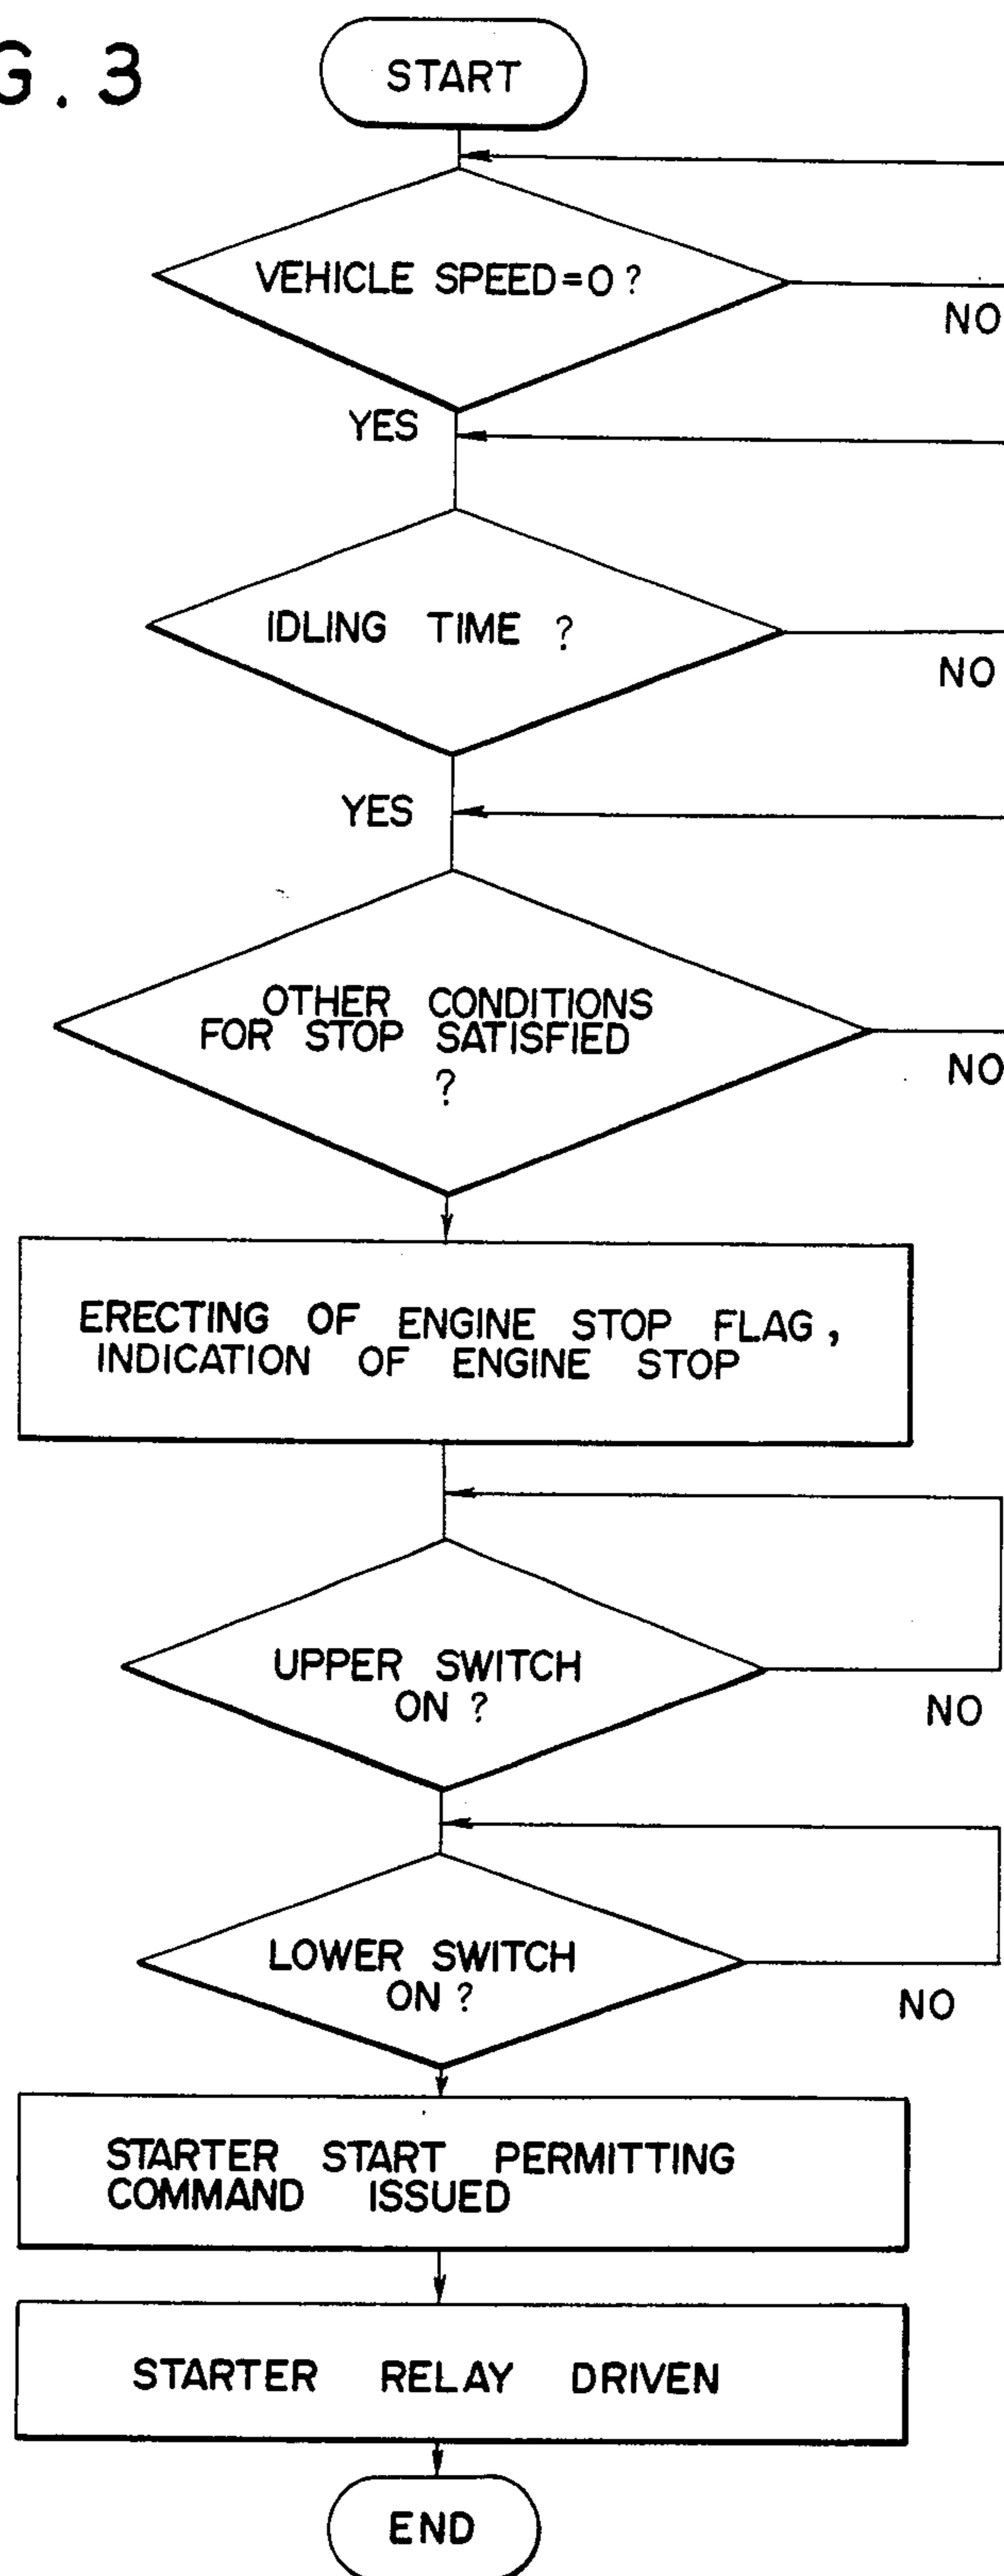 G. 3
START
VEHICLE SPEED=0?
NO
YES
IDLING TIME ?
NO
YES
OTHER CONDITIONS
FOR STOP SATISFIED
?
NO
ERECTING OF ENGINE STOP FLAG,
INDICATION OF ENGINE STOP
UPPER SWITCH
ON ?
NO
LOWER SWITCH
ON ?
NO
STARTER START PERMITTING
COMMAND ISSUED
STARTER RELAY DRIVEN
END